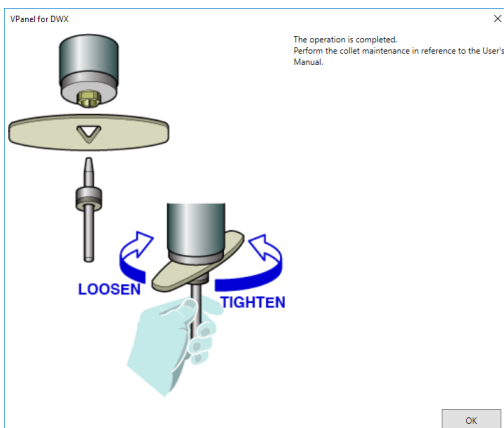 VPanel for DWX
The operation is completed.
Perform the collet maintenance in reference to the User's
Manual.
LOOSEN
TIGHTEN
OK